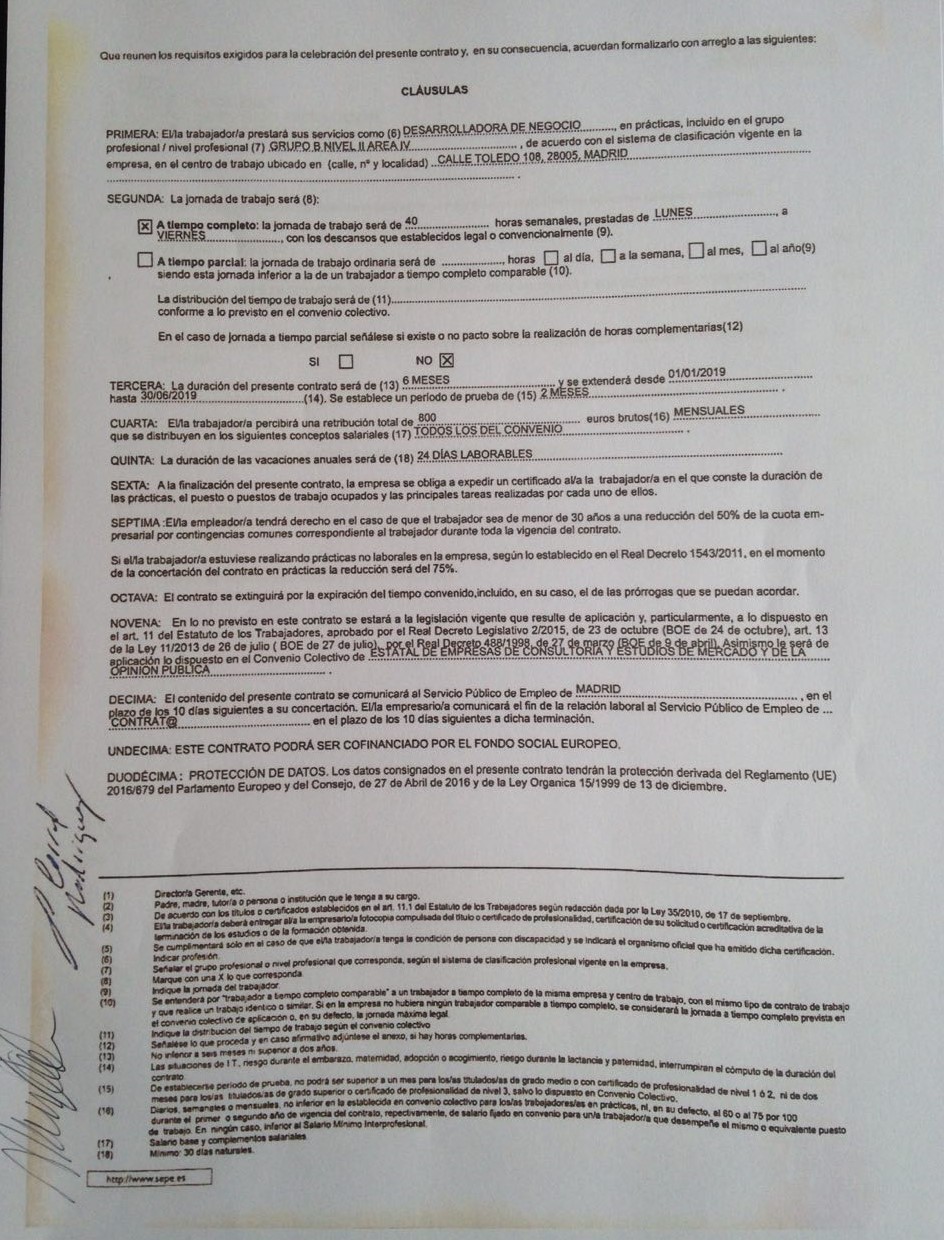 Que reunen los requisitos exigidos para la celebración del presente contrato y, en su consecuencia, acuerdan formalizarlo con arreglo a las siguientes:
CLÁUSULAS
PRIMERA: El/la trabajador/a prestará sus servicios como (6) DESARROLLADORA DE NEGOCIO, en prácticas, incluido en el grupo
profesional / nivel profesional (7) GRUPO B NIVEL II AREA IV, de acuerdo con el sistema de clasificación vigente en la
empresa, en el centro de trabajo ubicado en (calle, nº y localidad) CALLE TOLEDO 108, 28005, MADRID
SEGUNDA: La jornada de trabajo será (8):
☒ A tiempo completo: la jornada de trabajo será de 40 horas semanales, prestadas de LUNES, a
VIERNES, con los descansos que establecidos legal o convencionalmente (9).
☐ A tiempo parcial: la jornada de trabajo ordinaria será de ............, horas ☐ al día, ☐ a la semana, ☐ al mes, ☐ al año(9)
siendo esta jornada inferior a la de un trabajador a tiempo completo comparable (10).
La distribución del tiempo de trabajo será de (11)
conforme a lo previsto en el convenio colectivo.
En el caso de jornada a tiempo parcial señálese si existe o no pacto sobre la realización de horas complementarias(12)
SI ☐ NO ☒
TERCERA: La duración del presente contrato será de (13) 6 MESES y se extenderá desde 01/01/2019
hasta 30/06/2019 (14). Se establece un periodo de prueba de (15) 2 MESES
CUARTA: El/la trabajador/a percibirá una retribución total de 800 euros brutos(16) MENSUALES
que se distribuyen en los siguientes conceptos salariales (17) TODOS LOS DEL CONVENIO
QUINTA: La duración de las vacaciones anuales será de (18) 24 DÍAS LABORABLES
SEXTA: A la finalización del presente contrato, la empresa se obliga a expedir un certificado al/a la trabajador/a en el que conste la duración de
las prácticas, el puesto o puestos de trabajo ocupados y las principales tareas realizadas por cada uno de ellos.
SEPTIMA :El/la empleador/a tendrá derecho en el caso de que el trabajador sea de menor de 30 años a una reducción del 50% de la cuota em-
presarial por contingencias comunes correspondiente al trabajador durante toda la vigencia del contrato.
Si el/la trabajador/a estuviese realizando prácticas no laborales en la empresa, según lo establecido en el Real Decreto 1543/2011, en el momento
de la concertación del contrato en prácticas la reducción será del 75%.
OCTAVA: El contrato se extinguirá por la expiración del tiempo convenido,incluido, en su caso, el de las prórrogas que se puedan acordar.
NOVENA: En lo no previsto en este contrato se estará a la legislación vigente que resulte de aplicación y, particularmente, a lo dispuesto en
el art. 11 del Estatuto de los Trabajadores, aprobado por el Real Decreto Legislativo 2/2015, de 23 de octubre (BOE de 24 de octubre), art. 13
de la Ley 11/2013 de 26 de julio ( BOE de 27 de julio), por el Real Decreto 488/1998, de 27 de marzo (BOE de 9 de abril). Asimismo le será de
aplicación lo dispuesto en el Convenio Colectivo de ESTATAL DE EMPRESAS DE CONSULTORIA Y ESTUDIOS DE MERCADO Y DE LA
OPINION PUBLICA
DECIMA: El contenido del presente contrato se comunicará al Servicio Público de Empleo de MADRID, en el
plazo de los 10 días siguientes a su concertación. El/la empresario/a comunicará el fin de la relación laboral al Servicio Público de Empleo de ...
CONTRAT@ en el plazo de los 10 días siguientes a dicha terminación.
UNDECIMA: ESTE CONTRATO PODRÁ SER COFINANCIADO POR EL FONDO SOCIAL EUROPEO.
DUODÉCIMA : PROTECCIÓN DE DATOS. Los datos consignados en el presente contrato tendrán la protección derivada del Reglamento (UE)
2016/679 del Parlamento Europeo y del Consejo, de 27 de Abril de 2016 y de la Ley Organica 15/1999 de 13 de diciembre.
Rodriguez
(1) Director/a Gerente, etc.
(2) Padre, madre, tutor/a o persona o institución que le tenga a su cargo.
(3) De acuerdo con los títulos o certificados establecidos en el art. 11.1 del Estatuto de los Trabajadores según redacción dada por la Ley 35/2010, de 17 de septiembre.
(4) El/la trabajador/a deberá entregar al/a la empresario/a fotocopia compulsada del título o certificado de profesionalidad, certificación de su solicitud o certificación acreditativa de la
terminación de los estudios o de la formación obtenida.
(5) Se cumplimentará solo en el caso de que el/la trabajador/a tenga la condición de persona con discapacidad y se indicará el organismo oficial que ha emitido dicha certificación.
(6) Indicar profesión.
(7) Señalar el grupo profesional o nivel profesional que corresponda, según el sistema de clasificación profesional vigente en la empresa.
(8) Marque con una X lo que corresponda.
(9) Indique la jornada del trabajador.
(10) Se entenderá por "trabajador a tiempo completo comparable" a un trabajador a tiempo completo de la misma empresa y centro de trabajo, con el mismo tipo de contrato de trabajo
y que realice un trabajo identico o similar. Si en la empresa no hubiera ningún trabajador comparable a tiempo completo, se considerará la jornada a tiempo completo prevista en
el convenio colectivo de aplicación o, en su defecto, la jornada máxima legal.
(11) Indique la distribución del tiempo de trabajo según el convenio colectivo
(12) Señálese lo que proceda y en caso afirmativo adjúntese el anexo, si hay horas complementarias.
(13) No inferior a seis meses ni superior a dos años.
(14) Las situaciones de I T, riesgo durante el embarazo, maternidad, adopción o acogimiento, riesgo durante la lactancia y paternidad, interrumpiran el cómputo de la duración del
contrato.
(15) De establecerse periodo de prueba, no podrá ser superior a un mes para los/as titulados/as de grado medio o con certificado de profesionalidad de nivel 1 ó 2, ni de dos
meses para los/as titulados/as de grado superior o certificado de profesionalidad de nivel 3, salvo lo dispuesto en Convenio Colectivo.
(16) Diarios, semanales o mensuales, no inferior en la establecida en convenio colectivo para los/as trabajadores/as en prácticas, ni, en su defecto, al 60 o al 75 por 100
durante el primer o segundo año de vigencia del contrato, repectivamente, de salario fijado en convenio para un/a trabajador/a que desempeñe el mismo o equivalente puesto
de trabajo. En ningún caso, inferior al Salario Mínimo Interprofesional.
(17) Salario base y complementos salariales.
(18) Mínimo: 30 días naturales.
http://www.sepe.es